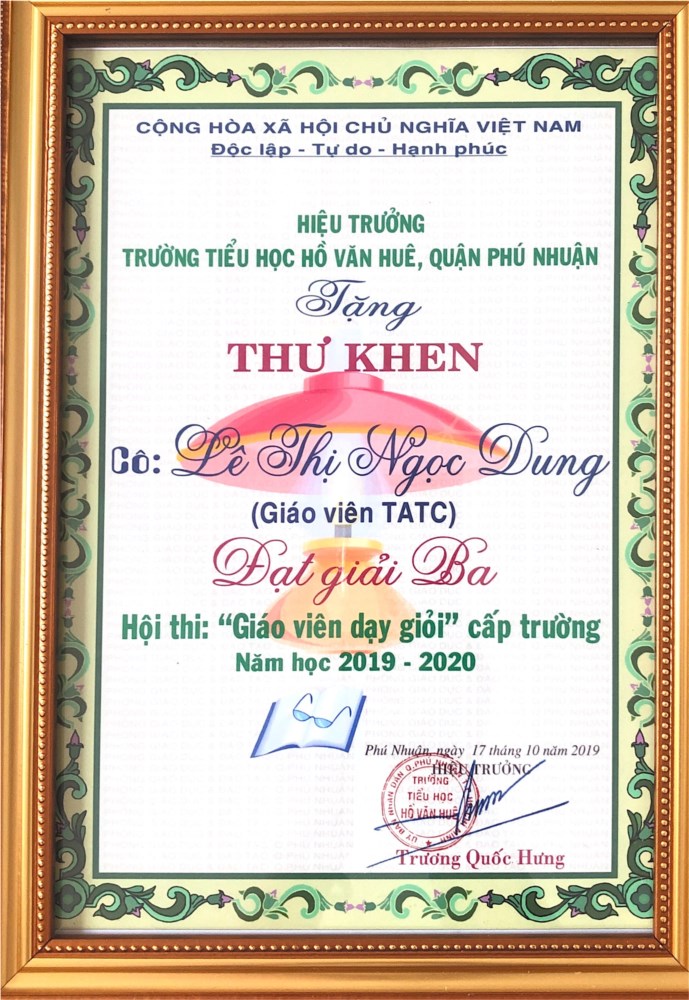 CỘNG HÒA XÃ HỘI CHỦ NGHĨA VIỆT NAM
Độc lập - Tự do - Hạnh phúc
HIỆU TRƯỞNG
TRƯỜNG TIỂU HỌC HỒ VĂN HUÊ, QUẬN PHÚ NHUẬN
Tặng
THƯ KHEN
Cô: Lê Thị Ngọc Dung
(Giáo viên TATC)
Đạt giải Ba
Hội thi: “Giáo viên dạy giỏi” cấp trường
Năm học 2019 - 2020
Phú Nhuận, ngày 17 tháng 10 năm 2019
HIỆU TRƯỞNG
TRƯỜNG
TIỂU HỌC
HỒ VĂN HUÊ
Trương Quốc Hưng